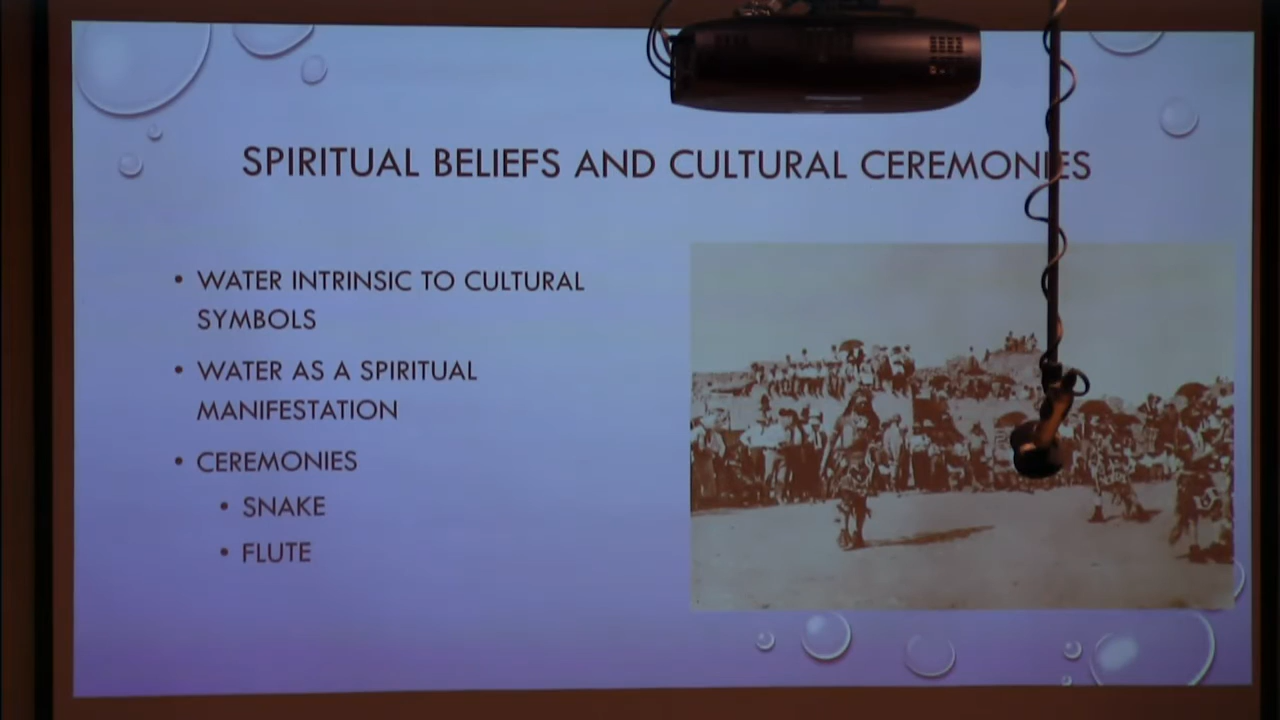 SPIRITUAL BELIEFS AND CULTURAL CEREMONIES
• WATER INTRINSIC TO CULTURAL
SYMBOLS
• WATER AS A SPIRITUAL
MANIFESTATION
• CEREMONIES
• SNAKE
• FLUTE